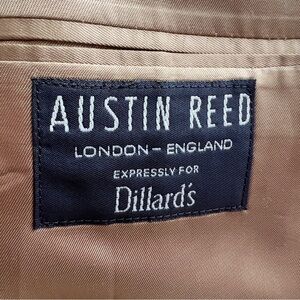 AUSTIN REED
LONDON – ENGLAND
EXPRESSLY FOR
Dillard's